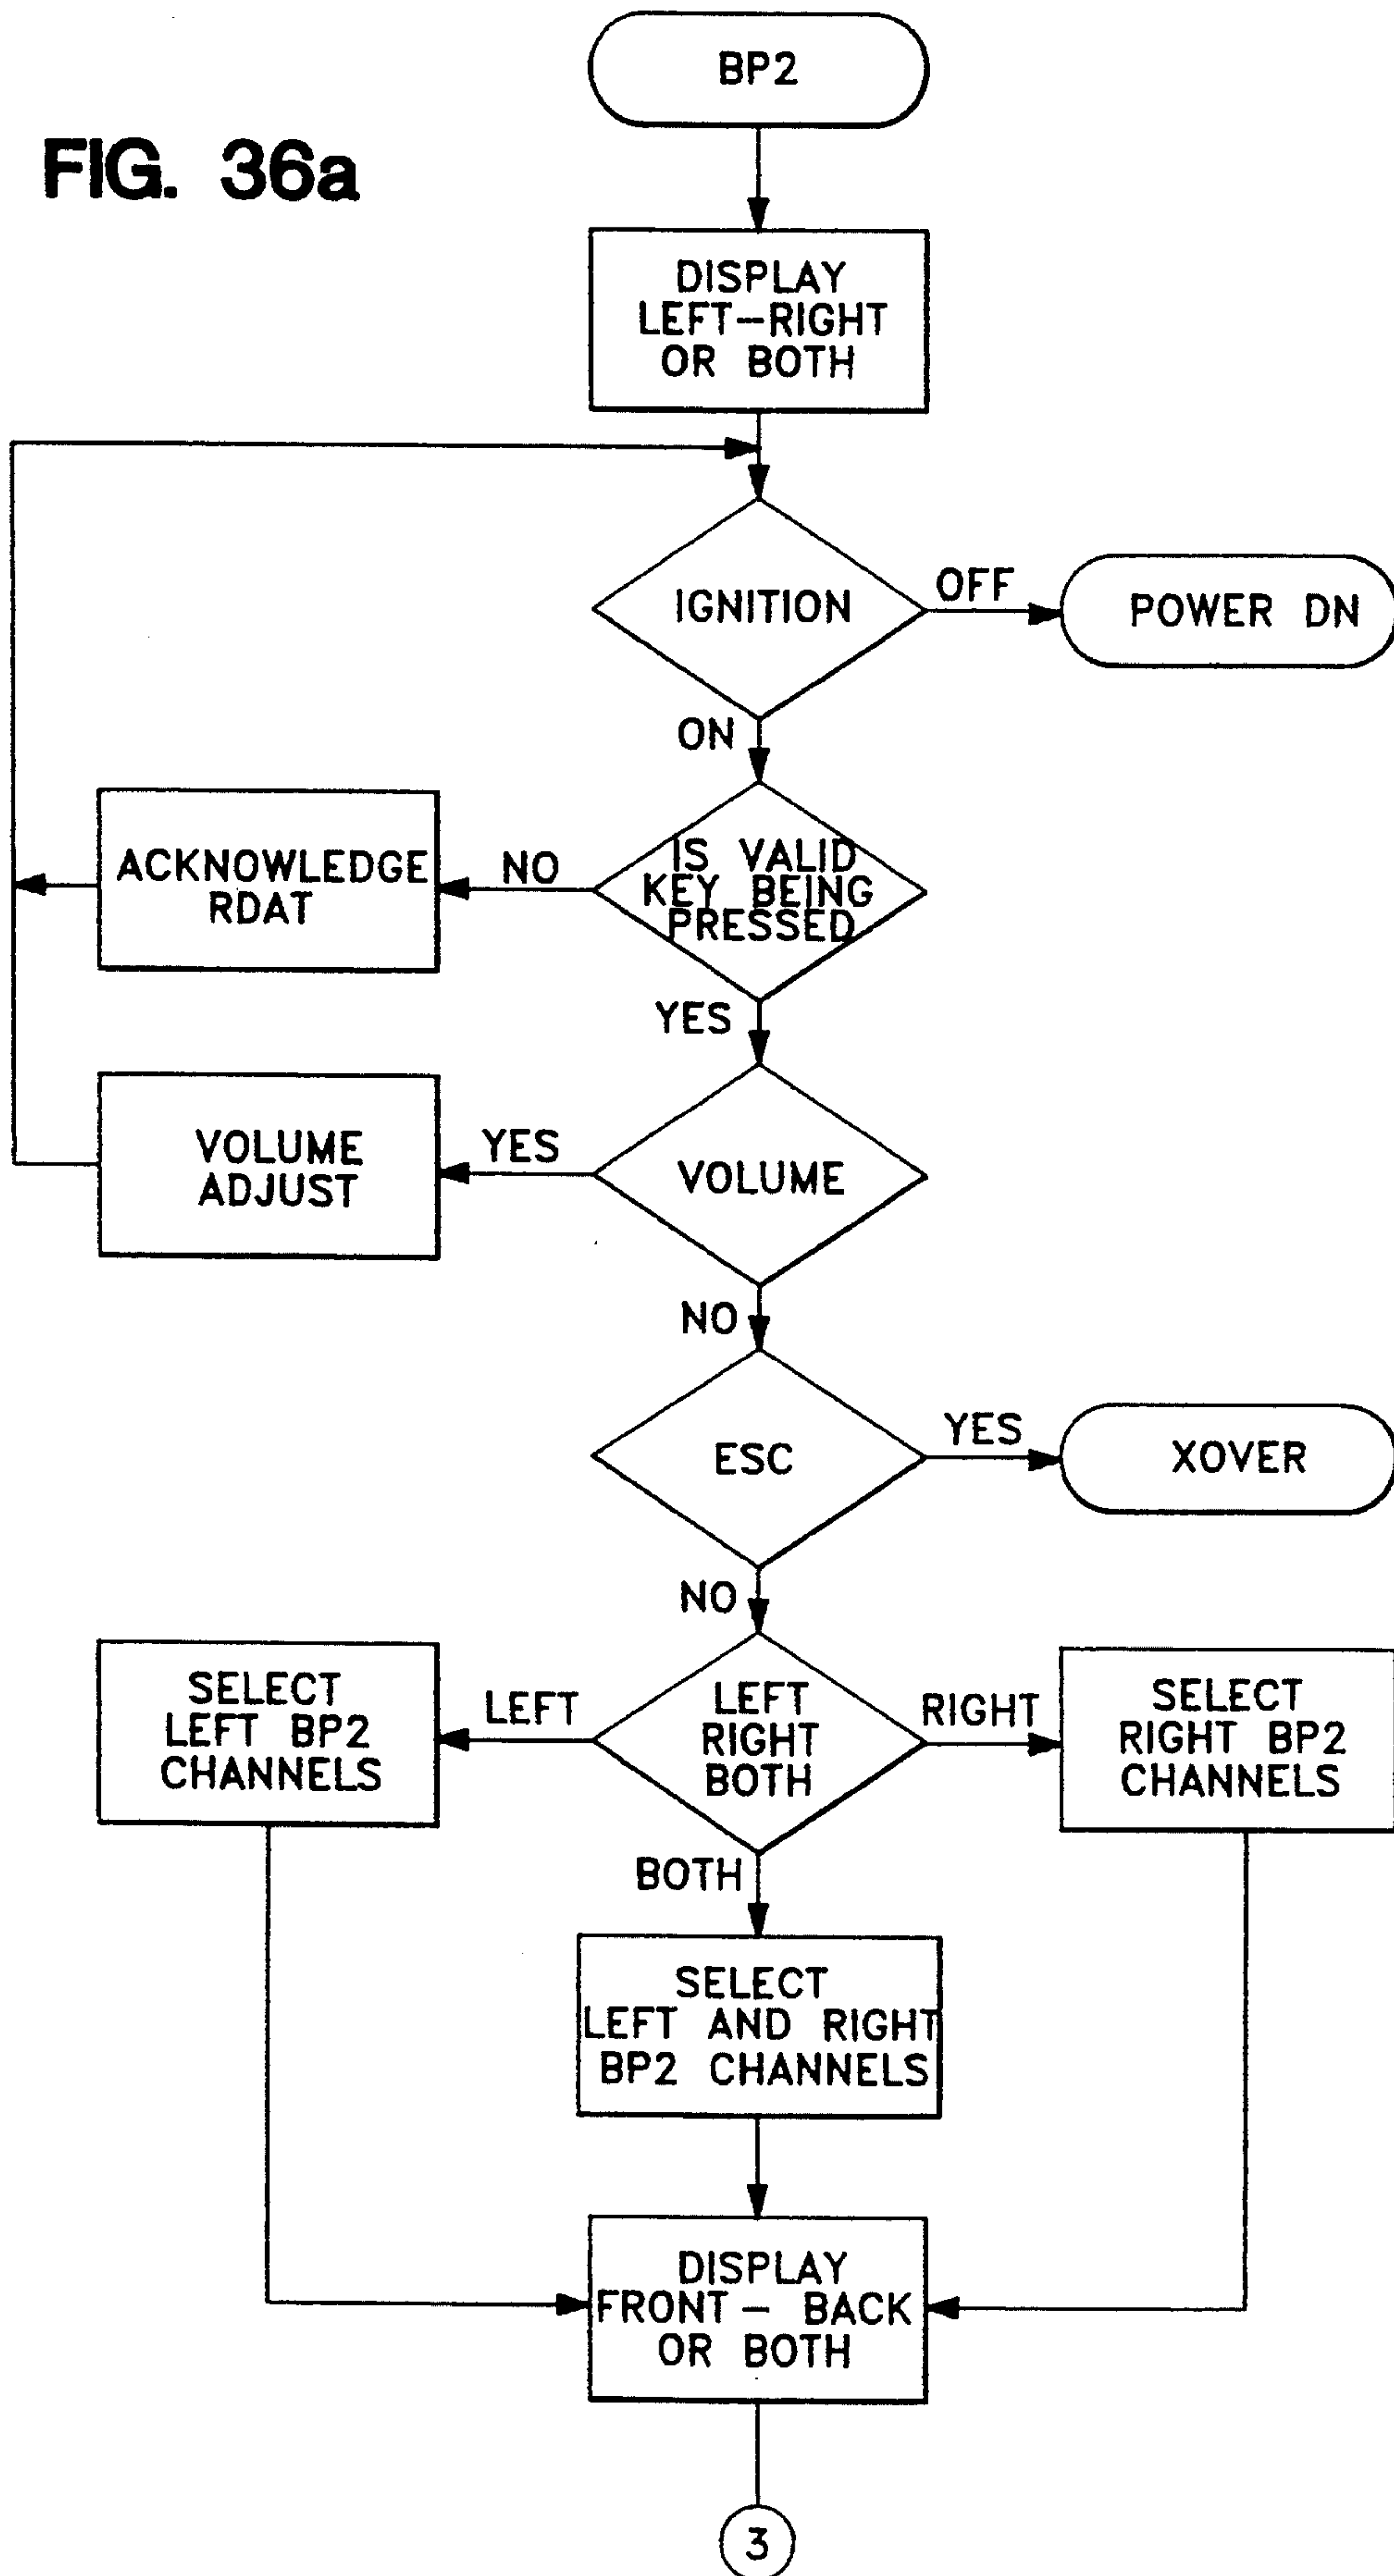 BP2
FIG. 36a
DISPLAY
LEFT-RIGHT
OR BOTH
IGNITION
OFF
POWER DN
ON
IS VALID
KEY BEING
PRESSED
NO
ACKNOWLEDGE
RDAT
YES
VOLUME
YES
VOLUME
ADJUST
NO
ESC
YES
XOVER
NO
LEFT
RIGHT
BOTH
LEFT
SELECT
LEFT BP2
CHANNELS
RIGHT
SELECT
RIGHT BP2
CHANNELS
BOTH
SELECT
LEFT AND RIGHT
BP2 CHANNELS
DISPLAY
FRONT - BACK
OR BOTH
3